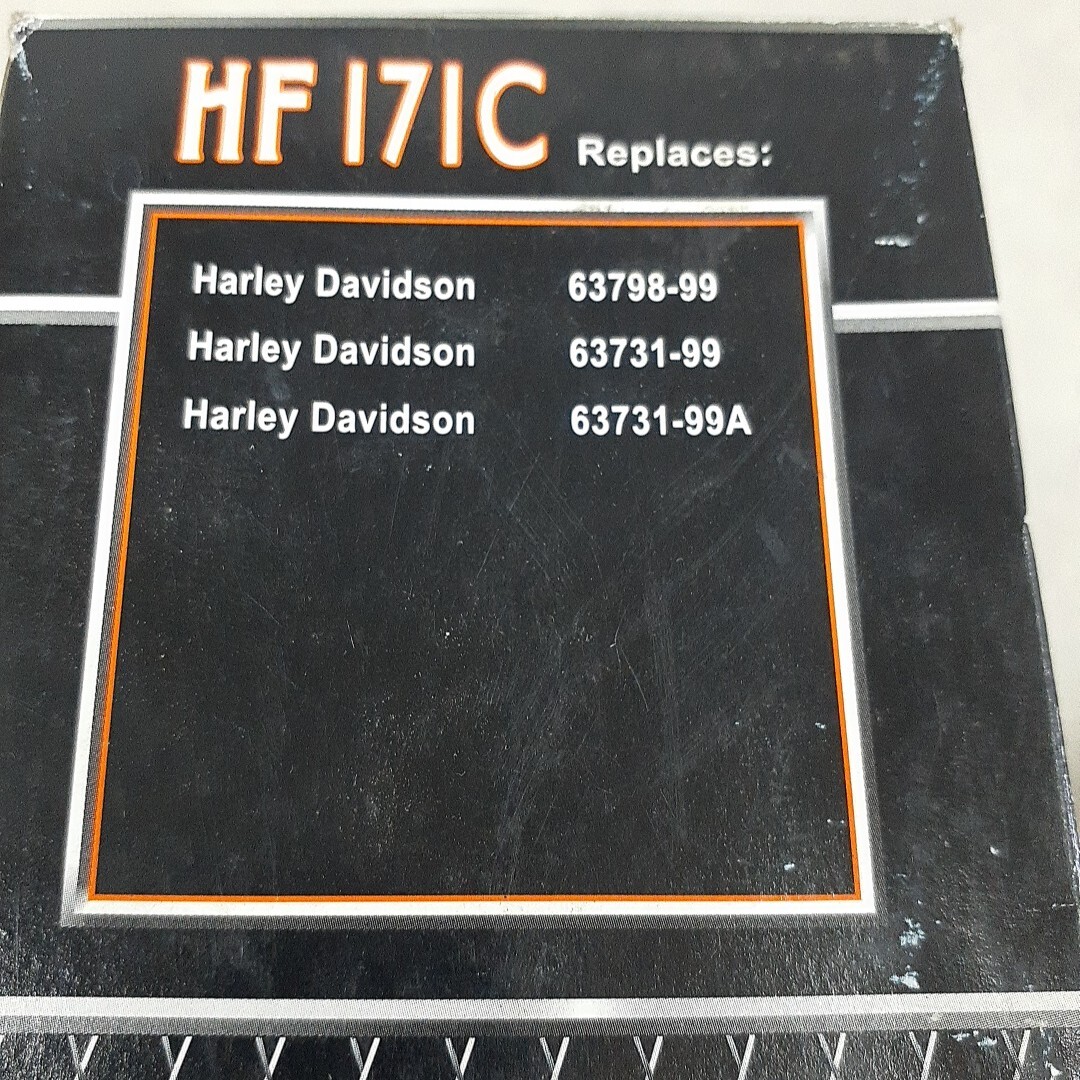 HF171C Replaces:
Harley Davidson 63798-99
Harley Davidson 63731-99
Harley Davidson 63731-99A